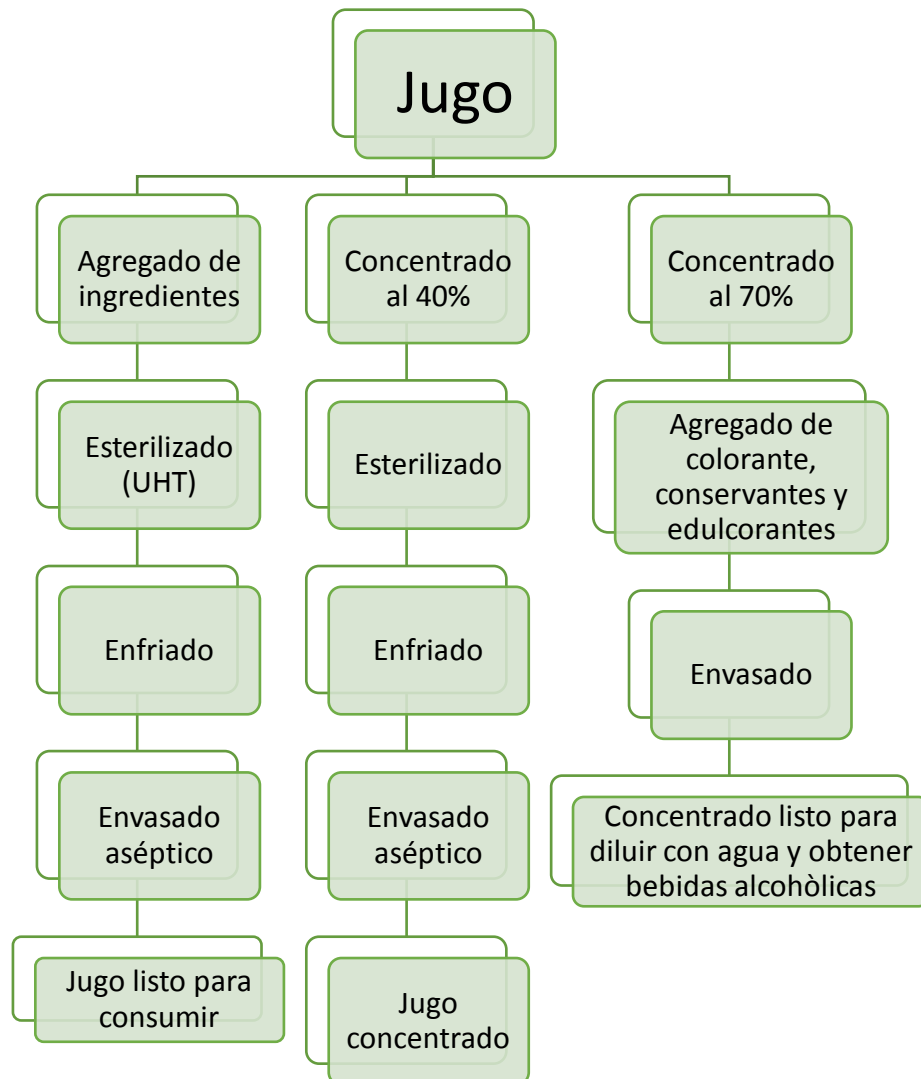 Jugo
Agregado de
ingredientes
Esterilizado
(UHT)
Enfriado
Envasado
aséptico
Jugo listo para
consumir
Concentrado
al 40%
Esterilizado
Enfriado
Envasado
aséptico
Jugo
concentrado
Concentrado
al 70%
Agregado de
colorante,
conservantes y
edulcorantes
Envasado
Concentrado listo para
diluir con agua y obtener
bebidas alcohòlicas